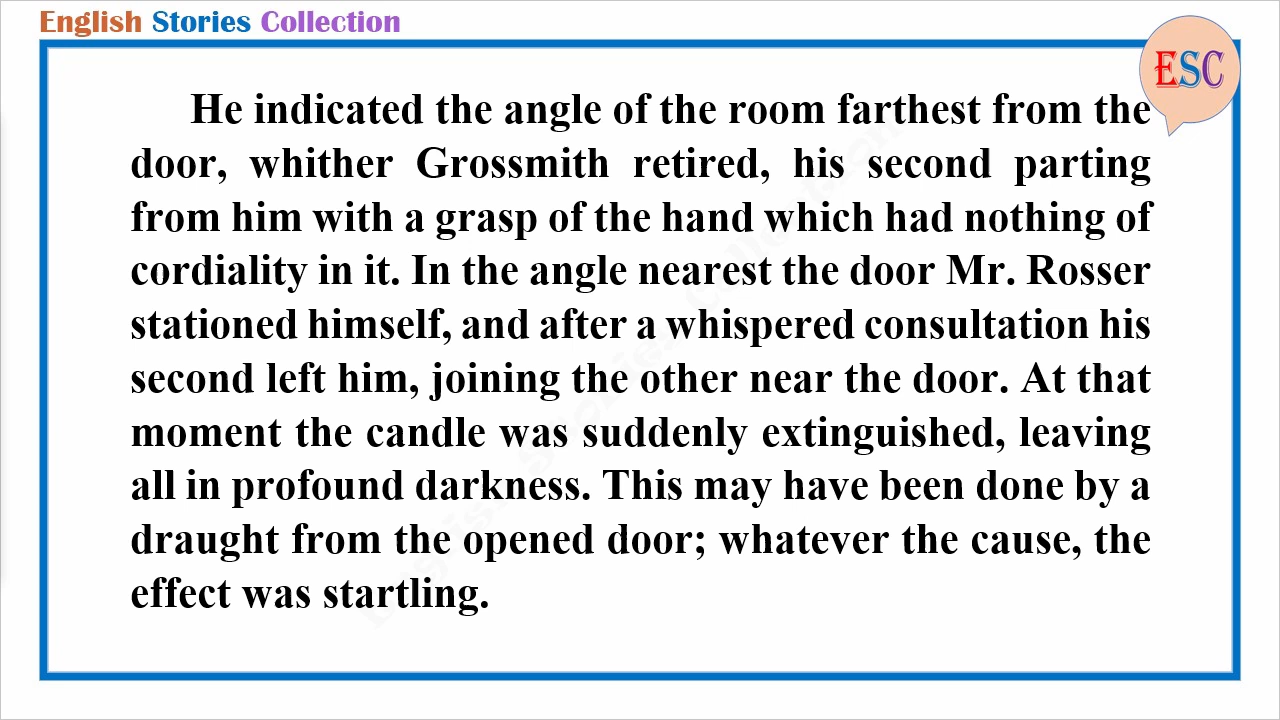 English Stories Collection
ESC
He indicated the angle of the room farthest from the
door, whither Grossmith retired, his second parting
from him with a grasp of the hand which had nothing of
cordiality in it. In the angle nearest the door Mr. Rosser
stationed himself, and after a whispered consultation his
second left him, joining the other near the door. At that
moment the candle was suddenly extinguished, leaving
all in profound darkness. This may have been done by a
draught from the opened door; whatever the cause, the
effect was startling.
English Stories Collection